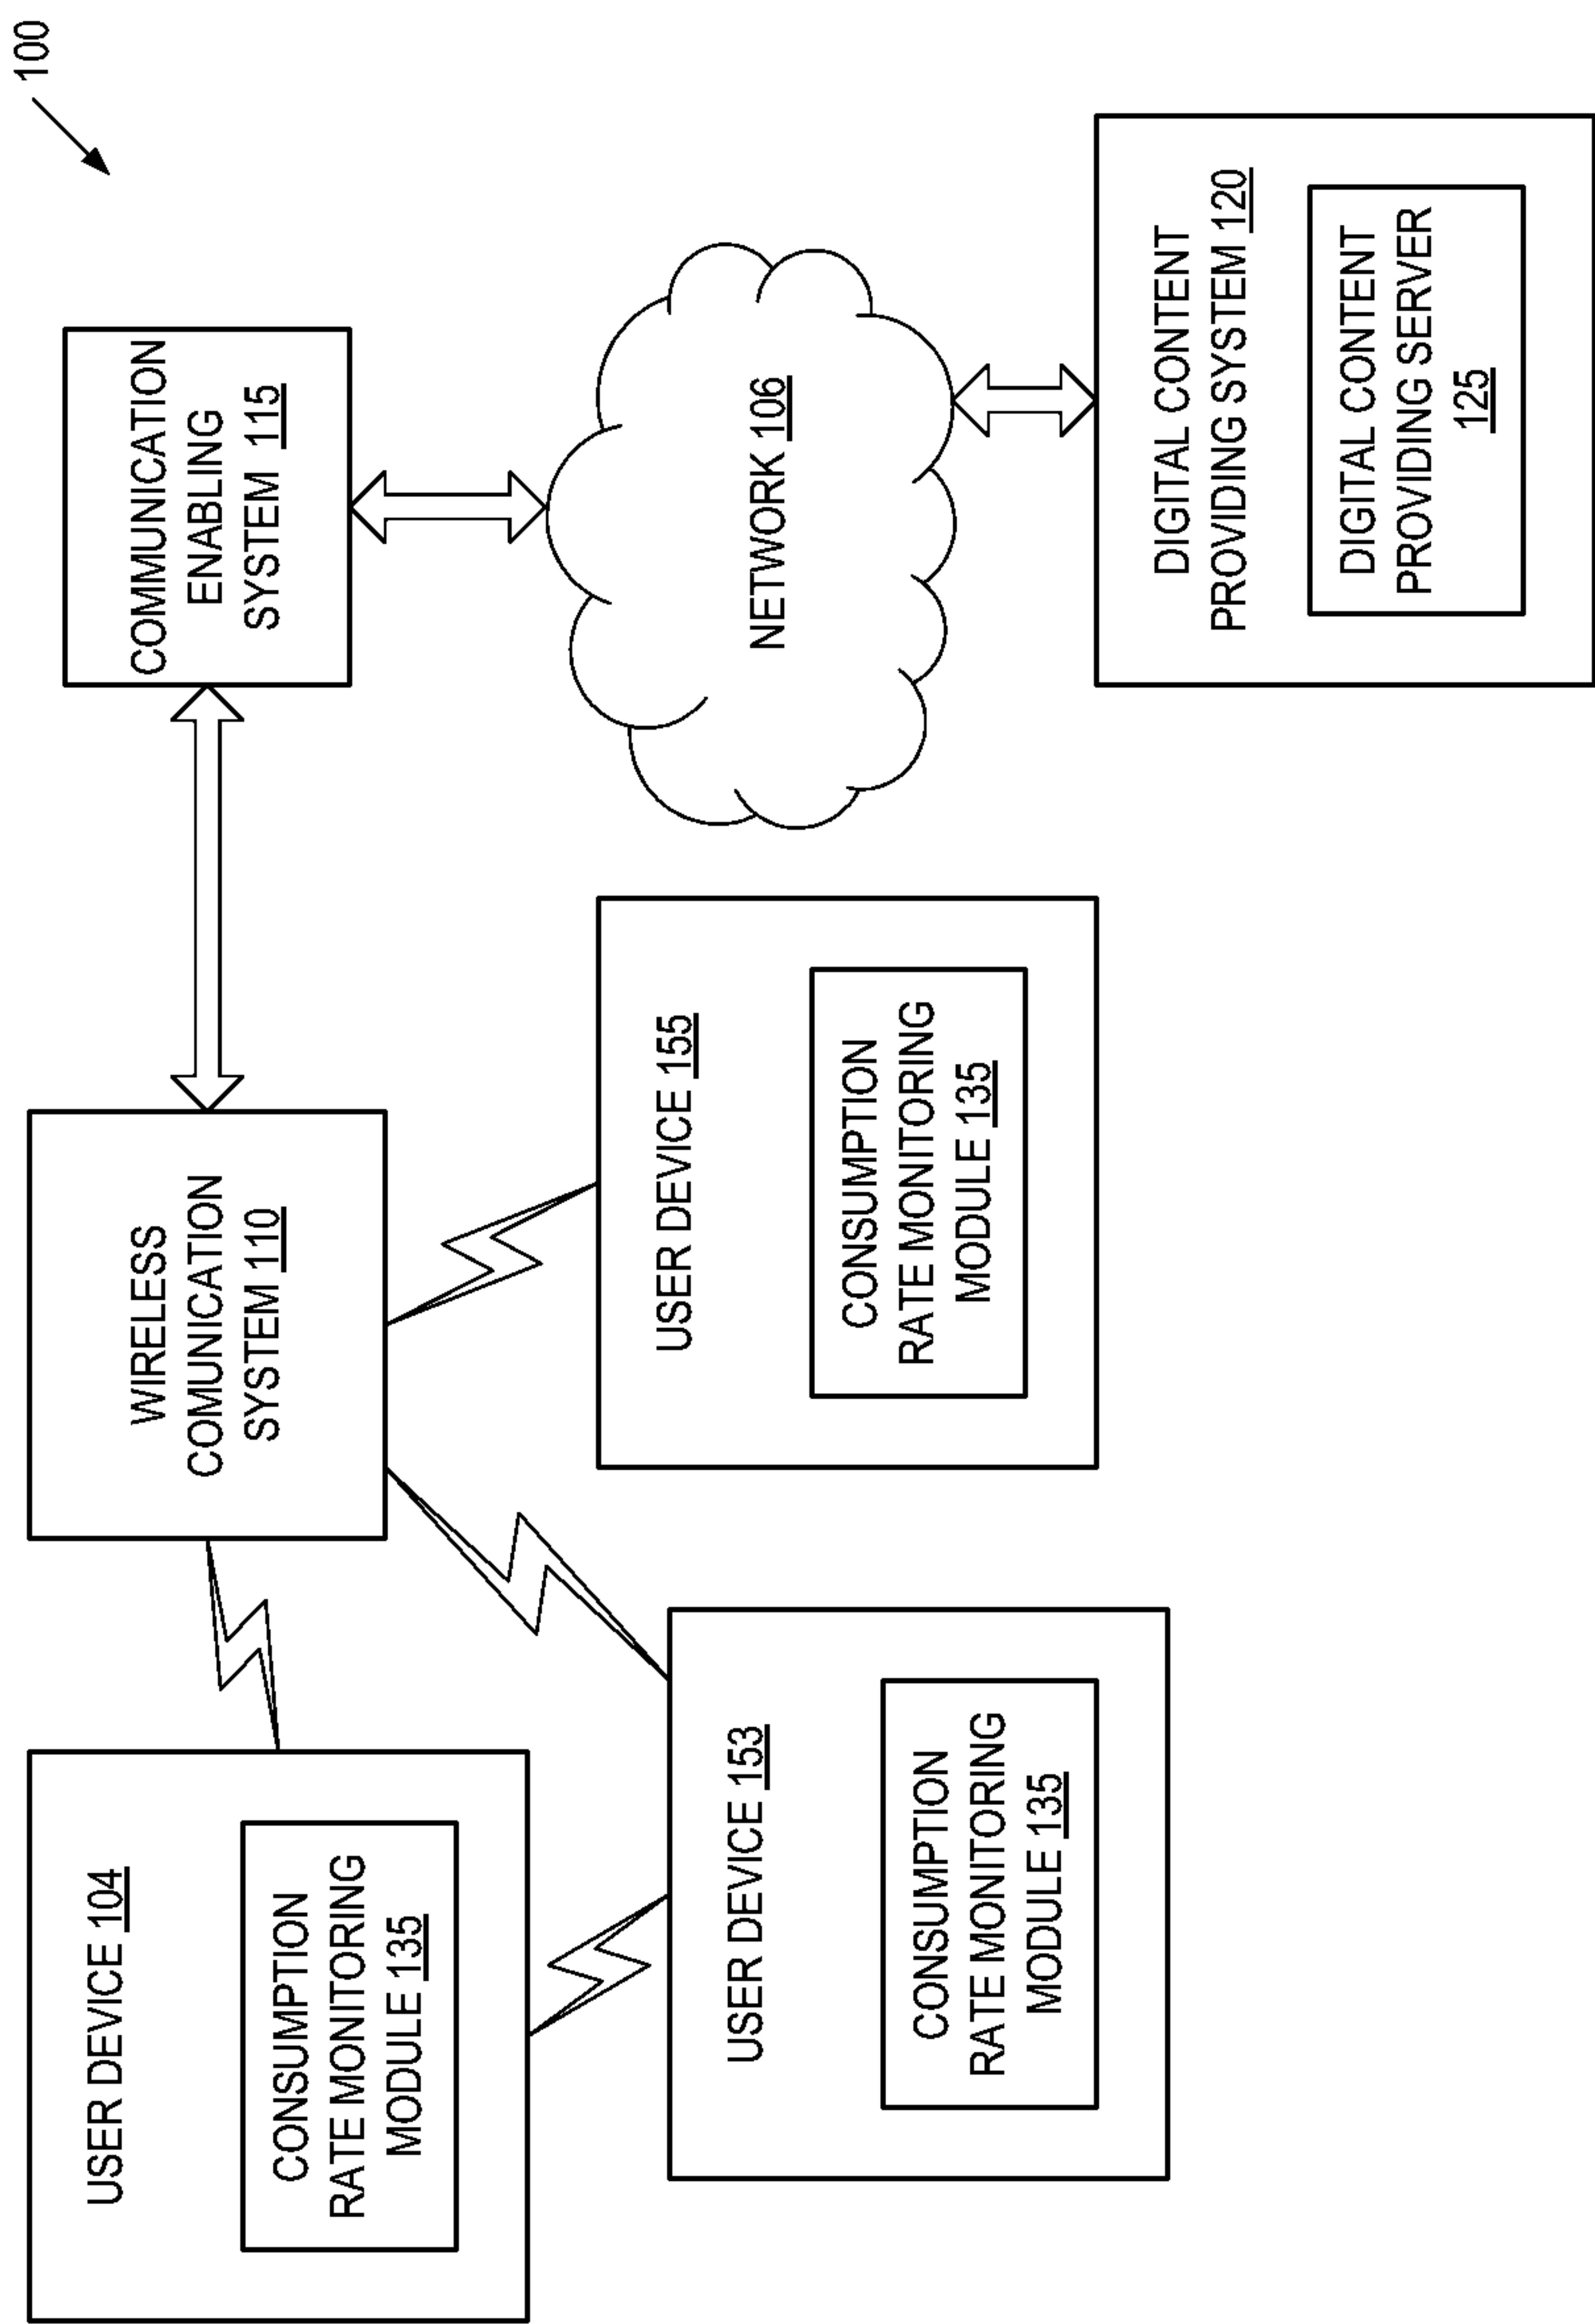 100
USER DEVICE 104
CONSUMPTION
RATE MONITORING
MODULE 135
WIRELESS
COMUNICATION
SYSTEM 110
COMMUNICATION
ENABLING
SYSTEM 115
USER DEVICE 153
CONSUMPTION
RATE MONITORING
MODULE 135
USER DEVICE 155
CONSUMPTION
RATE MONITORING
MODULE 135
NETWORK 106
DIGITAL CONTENT
PROVIDING SYSTEM 120
DIGITAL CONTENT
PROVIDING SERVER
125